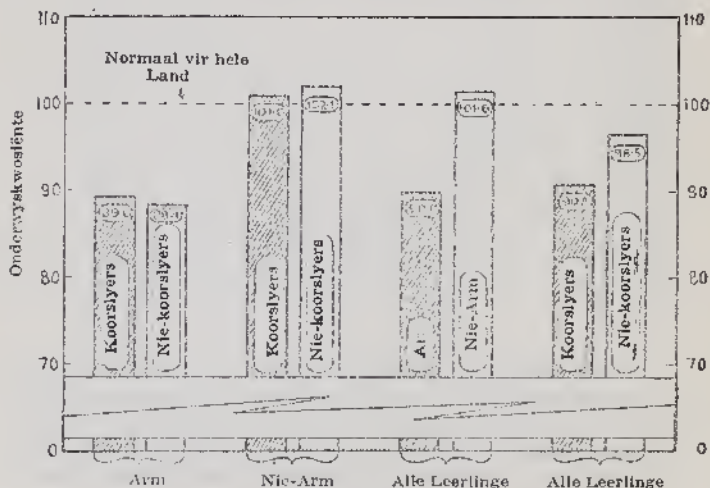 110
110
Normaal vir hele
Land
100
100
Onderwyskwosiënte
90
90
80
80
70
70
0
0
101.6
96.5
Koorslyers
Nie-koorslyers
Koorslyers
Nie-koorslyers
Arm
Nie-Arm
Koorslyers
Nie-koorslyers
Arm
Nie-Arm
Alle Leerlinge
Alle Leerlinge